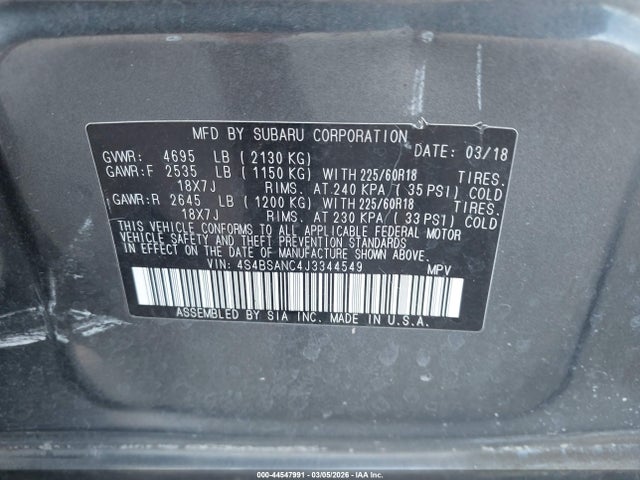 MFD BY SUBARU CORPORATION
GVWR: 4695 LB (2130 KG) DATE: 03/18
GAWR:F 2535 LB (1150 KG) WITH 225/60R18 TIRES.
18X7J RIMS. AT 240 KPA (35 PSI) COLD
GAWR:R 2645 LB (1200 KG) WITH 225/60R18 TIRES.
18X7J RIMS. AT 230 KPA (33 PSI) COLD
THIS VEHICLE CONFORMS TO ALL APPLICABLE FEDERAL MOTOR
VEHICLE SAFETY AND THEFT PREVENTION STANDARDS
IN EFFECT ON THE DATE OF MANUFACTURE SHOWN ABOVE.
VIN: 4S4BSANC4J3344549 MPV
ASSEMBLED BY SIA INC. MADE IN U.S.A.
000-44547991 - 03/05/2026 - IAA Inc.